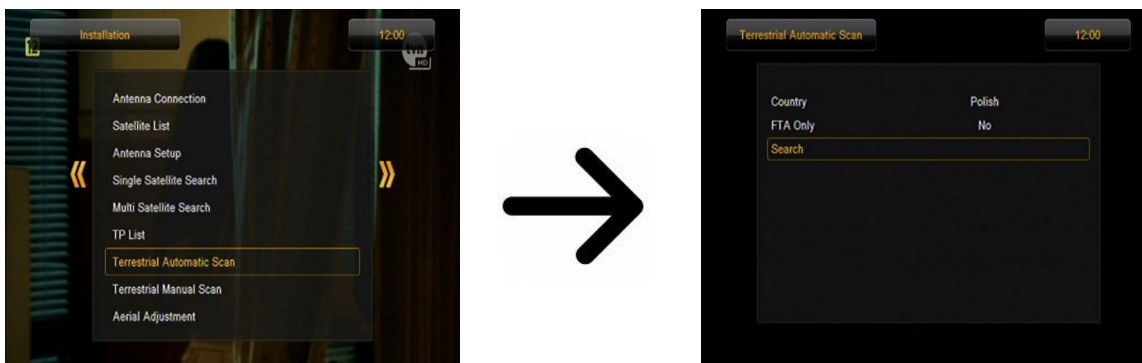 Installation
12:00
HD
Antenna Connection
Satellite List
Antenna Setup
Single Satellite Search
Multi Satellite Search
TP List
Terrestrial Automatic Scan
Terrestrial Manual Scan
Aerial Adjustment
Terrestrial Automatic Scan
12:00
Country Polish
FTA Only No
Search